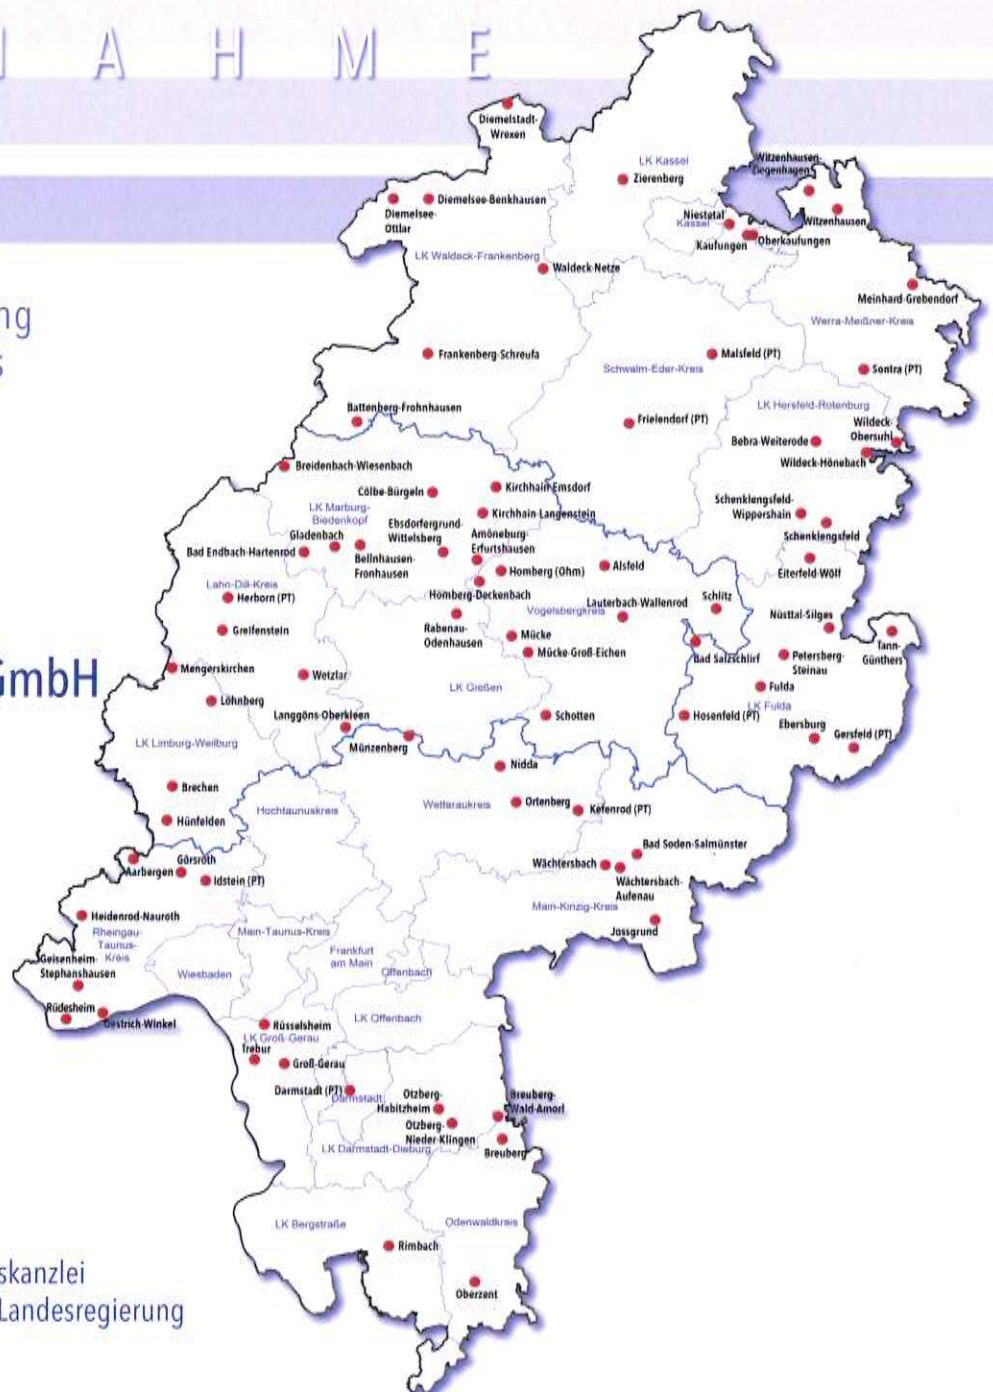 A H M E
Diemelstadt-
Wrexen
LK Kassel
Zierenberg
Witzenhausen-
Ziegenhagen
Witzenhausen
Diemelsee-Benkhausen
Diemelsee-
Ottlar
Niestetal
Kassel
Kaufungen
Oberkaufungen
LK Waldeck-Frankenberg
Waldeck-Netze
Meinhard-Grebendorf
Werra-Meißner-Kreis
Frankenberg-Schreufa
Malsfeld (PT)
Schwalm-Eder-Kreis
Sontra (PT)
Battenberg-Frohnhausen
LK Hersfeld-Rotenburg
Frielendorf (PT)
Wildeck-
Obersuhl
Bebra-Weiterode
Wildeck-Hönebach
Breidenbach-Wiesenbach
Cölbe-Bürgeln
Kirchhain-Emsdorf
LK Marburg-
Biedenkopf
Kirchhain-Langenstein
Schenklengsfeld-
Wippershain
Schenklengsfeld
Gladenbach
Ebsdorfergrund-
Wittelsberg
Amöneburg-
Erfurtshausen
Bad Endbach-Hartenrod
Bellnhausen-
Fronhausen
Homberg (Ohm)
Alsfeld
Eiterfeld-Wölf
Lahn-Dill-Kreis
Herborn (PT)
Homberg-Deckenbach
Vogelsbergkreis
Lauterbach-Wallenrod
Schlitz
Nüsttal-Silges
Greifenstein
Rabenau-
Odenhausen
Mücke
Mücke-Groß-Eichen
Bad Salzschlirf
Petersberg-
Steinau
Tann-
Günthers
GmbH
Mengerskirchen
Wetzlar
LK Gießen
Fulda
LK Fulda
Löhnberg
Langgöns-Oberkleen
Schotten
Hosenfeld (PT)
Ebersburg
Gersfeld (PT)
LK Limburg-Weilburg
Münzenberg
Nidda
Brechen
Hochtaunuskreis
Wetteraukreis
Ortenberg
Kefenrod (PT)
Hünfelden
Bad Soden-Salmünster
Görsroth
Aarbergen
Idstein (PT)
Wächtersbach
Wächtersbach-
Aufenau
Heidenrod-Nauroth
Main-Kinzig-Kreis
Jossgrund
Rheingau-
Taunus-
Kreis
Main-Taunus-Kreis
Frankfurt
am Main
Geisenheim-
Stephanshausen
Wiesbaden
Offenbach
Rüdesheim
Oestrich-Winkel
LK Offenbach
Rüsselsheim
LK Groß-Gerau
Trebur
Groß-Gerau
Darmstadt (PT)
Darmstadt
Otzberg-
Habitzheim
Otzberg-
Nieder-Klingen
Breuberg-
Wald-Amorl
Breuberg
LK Darmstadt-Dieburg
LK Bergstraße
Odenwaldkreis
Rimbach
Oberzent
skanzlei
Landesregierung